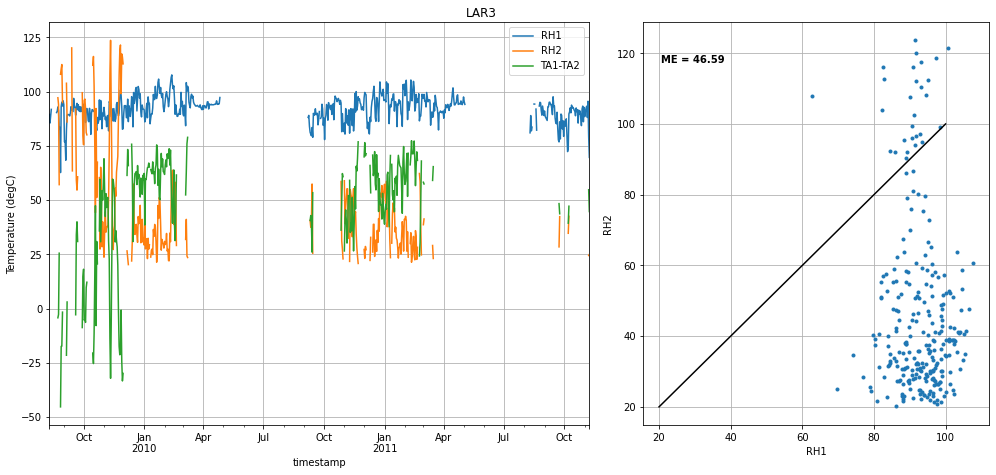 LAR3
RH1
RH2
TA1-TA2
Temperature (degC)
125
100
75
50
25
0
−25
−50
Oct
Jan
2010
Apr
Jul
Oct
Jan
2011
Apr
Jul
Oct
timestamp
ME = 46.59
RH2
120
100
80
60
40
20
20
40
60
80
100
RH1